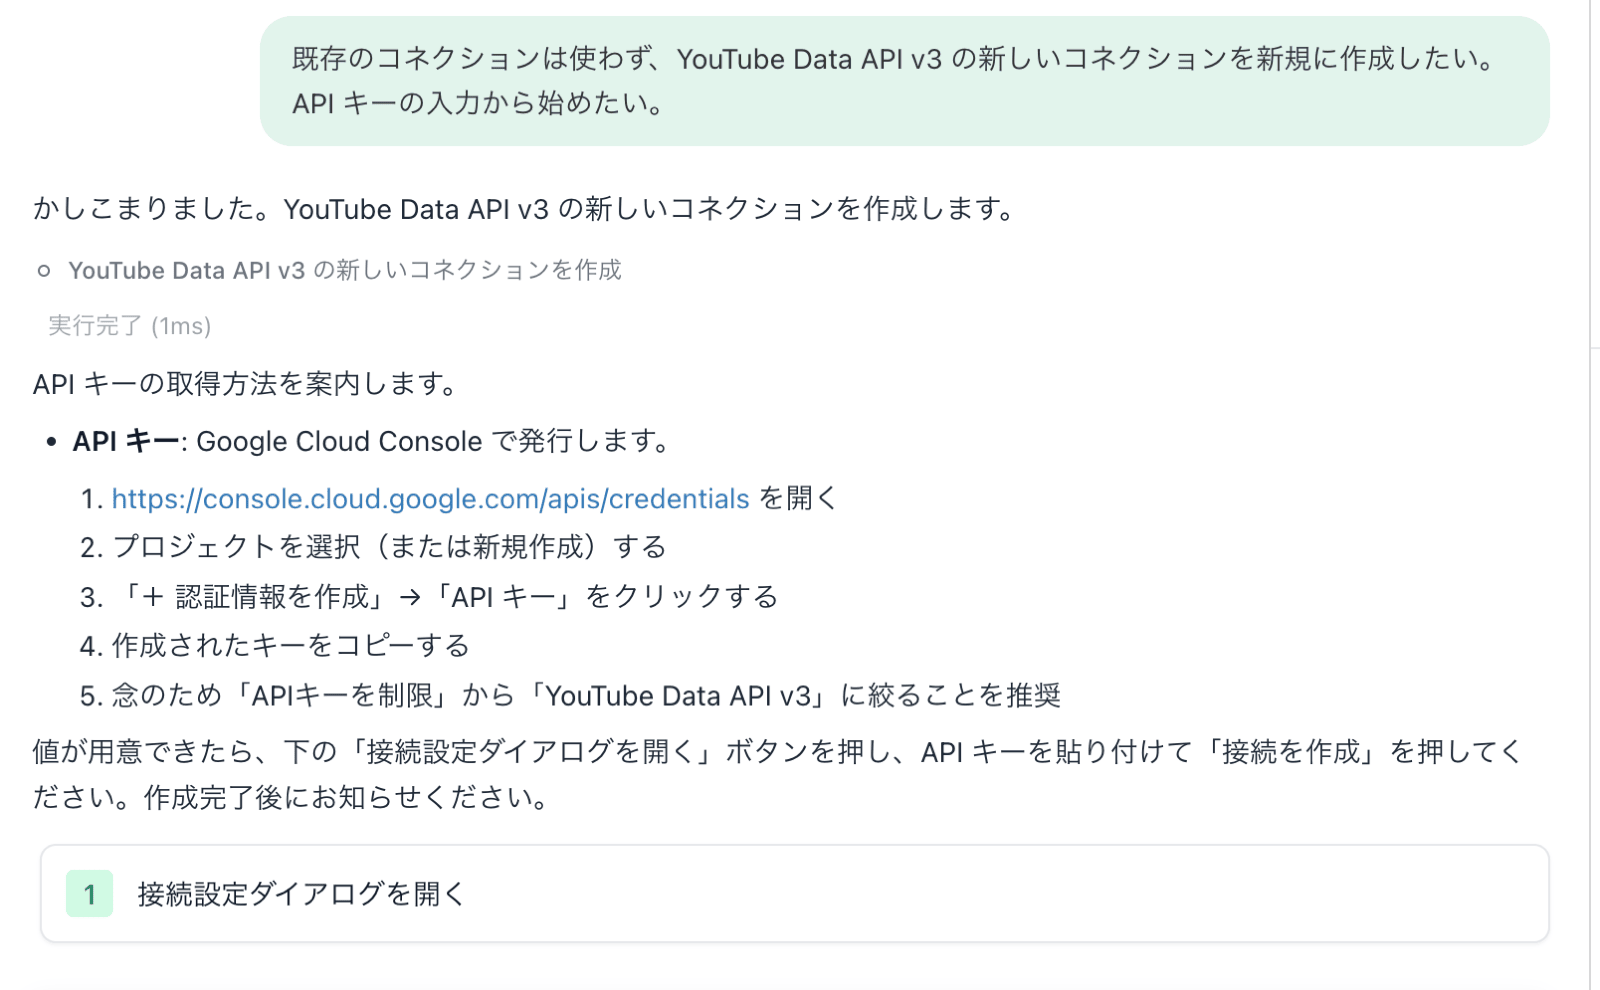 既存のコネクションは使わず、YouTube Data API v3 の新しいコネクションを新規に作成したい。
API キーの入力から始めたい。
かしこまりました。YouTube Data API v3 の新しいコネクションを作成します。
YouTube Data API v3 の新しいコネクションを作成
実行完了 (1ms)
API キーの取得方法を案内します。
• API キー: Google Cloud Console で発行します。
1. https://console.cloud.google.com/apis/credentials を開く
2. プロジェクトを選択（または新規作成）する
3. 「＋ 認証情報を作成」→「API キー」をクリックする
4. 作成されたキーをコピーする
5. 念のため「APIキーを制限」から「YouTube Data API v3」に絞ることを推奨
値が用意できたら、下の「接続設定ダイアログを開く」ボタンを押し、API キーを貼り付けて「接続を作成」を押してく
ださい。作成完了後にお知らせください。
1 接続設定ダイアログを開く